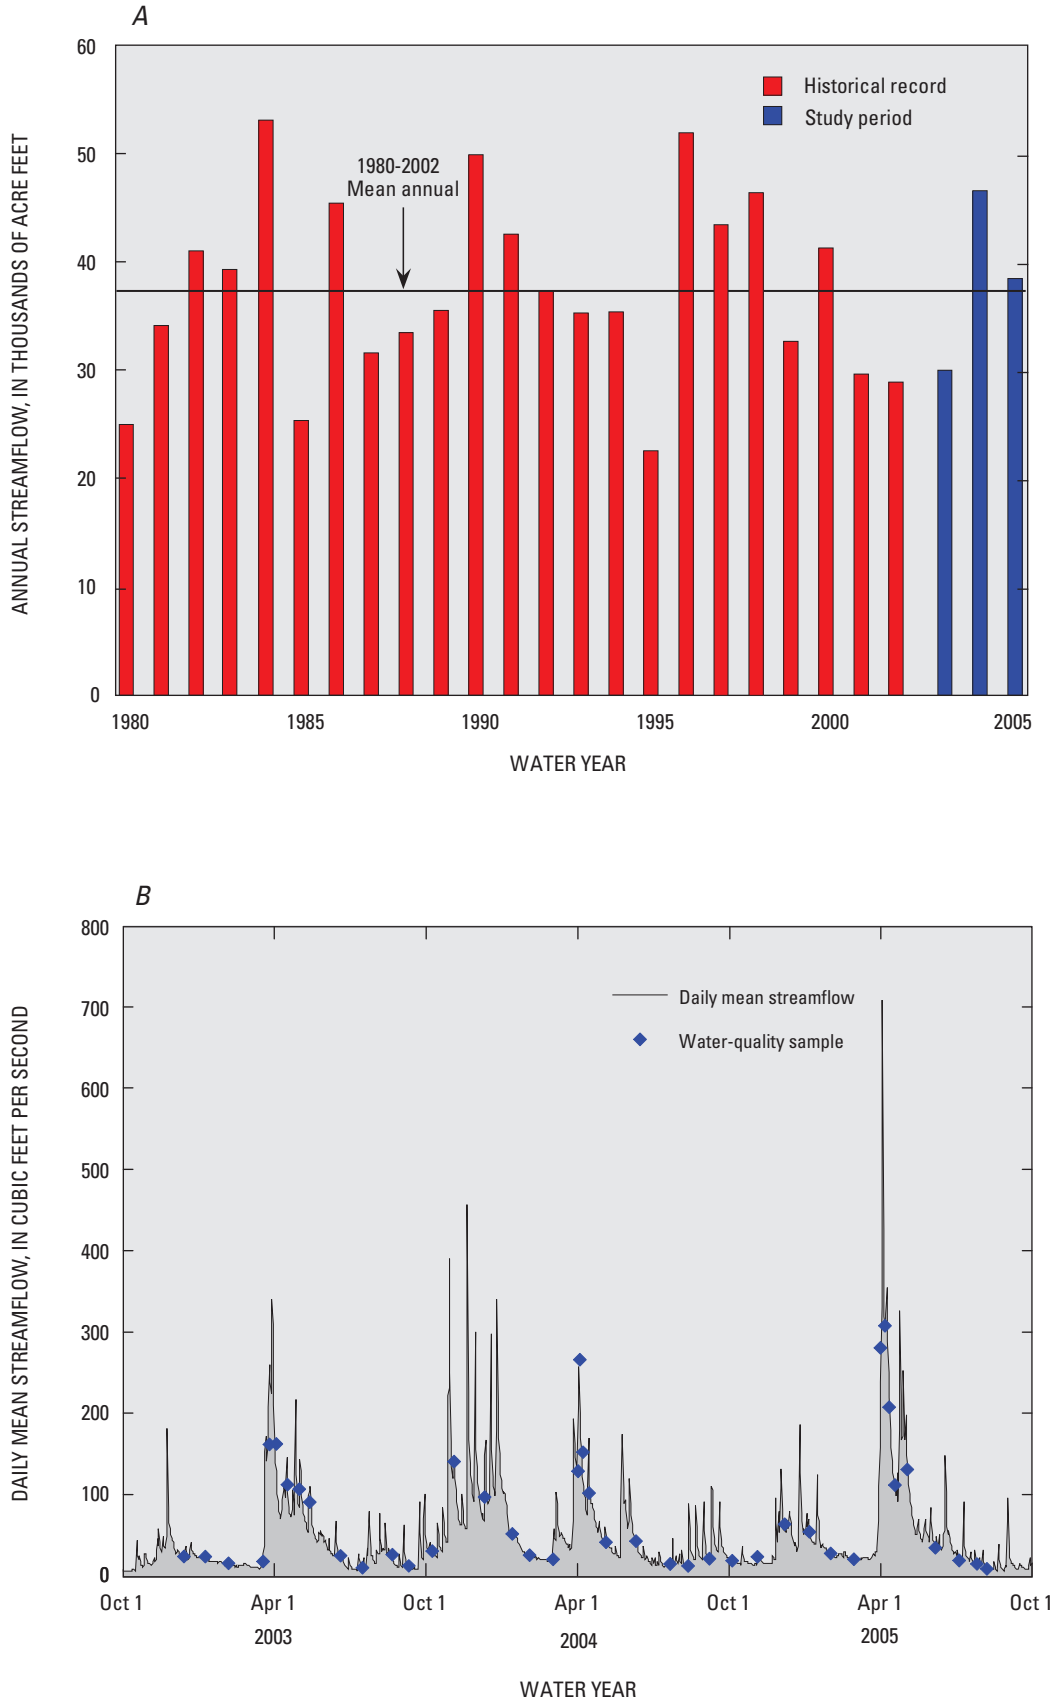 A
ANNUAL STREAMFLOW, IN THOUSANDS OF ACRE FEET
60
50
40
30
20
10
0
Historical record
Study period
1980-2002
Mean annual
1980
1985
1990
1995
2000
2005
WATER YEAR
B
DAILY MEAN STREAMFLOW, IN CUBIC FEET PER SECOND
800
700
600
500
400
300
200
100
0
Daily mean streamflow
Water-quality sample
Oct 1
Apr 1
Oct 1
Apr 1
Oct 1
Apr 1
Oct 1
2003
2004
2005
WATER YEAR